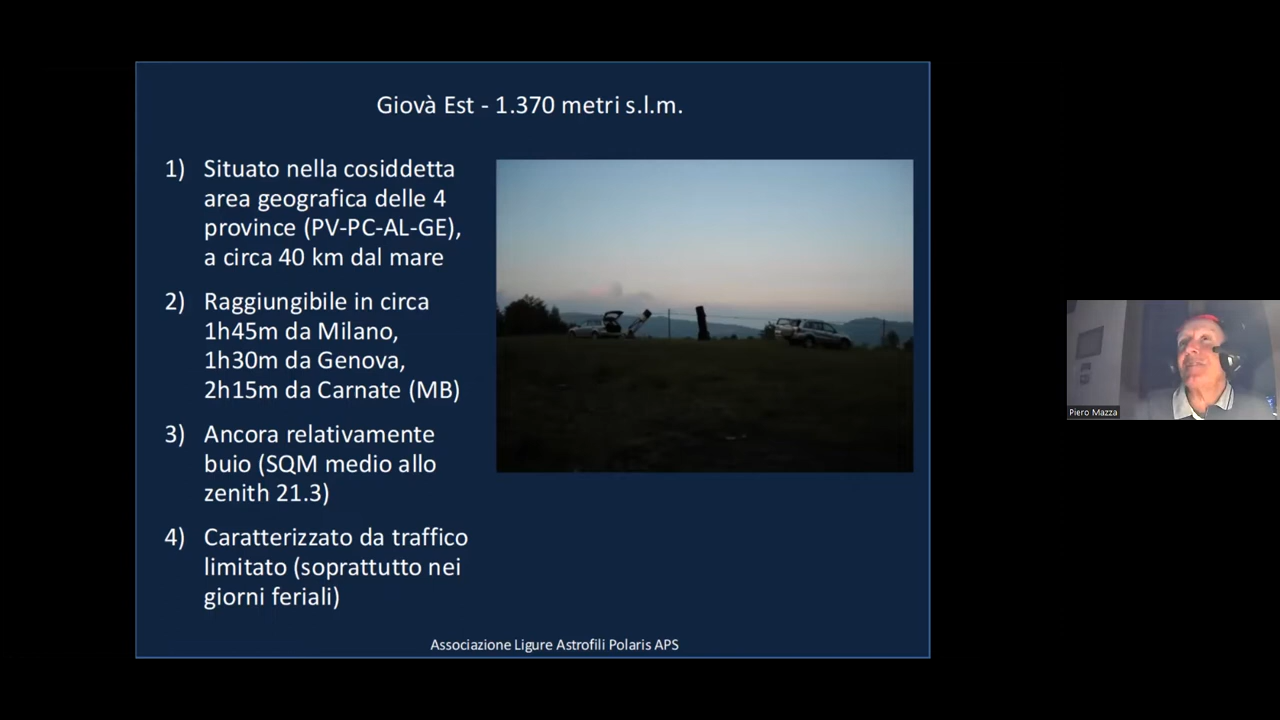 Giovà Est - 1.370 metri s.l.m.
1) Situato nella cosiddetta
area geografica delle 4
province (PV-PC-AL-GE),
a circa 40 km dal mare
2) Raggiungibile in circa
1h45m da Milano,
1h30m da Genova,
2h15m da Carnate (MB)
3) Ancora relativamente
buio (SQM medio allo
zenith 21.3)
4) Caratterizzato da traffico
limitato (soprattutto nei
giorni feriali)
Associazione Ligure Astrofili Polaris APS
Piero Mazza